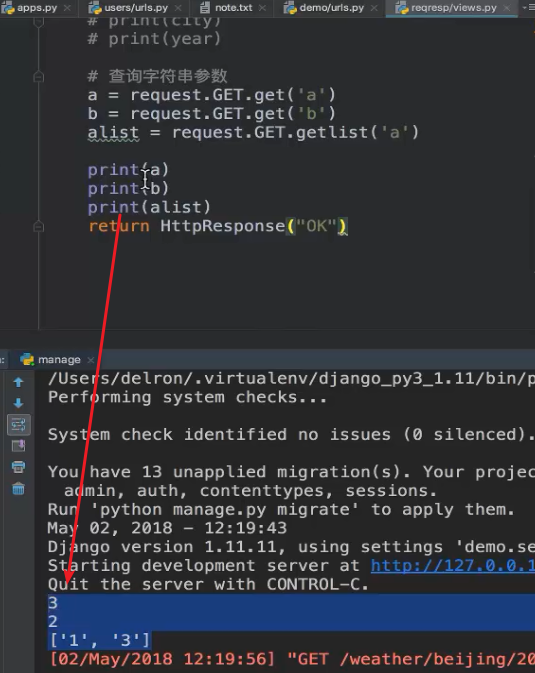 apps.py users/urls.py note.txt demo/urls.py reqresp/views.py
# print(city)
# print(year)
# 查询字符串参数
a = request.GET.get('a')
b = request.GET.get('b')
alist = request.GET.getlist('a')
print(a)
print(b)
print(alist)
return HttpResponse("OK")
manage
/Users/delron/.virtualenv/django_py3_1.11/bin/p
Performing system checks...
System check identified no issues (0 silenced).
You have 13 unapplied migration(s). Your projec
admin, auth, contenttypes, sessions.
Run 'python manage.py migrate' to apply them.
May 02, 2018 - 12:19:43
Django version 1.11.11, using settings 'demo.se
Starting development server at http://127.0.0.1
Quit the server with CONTROL-C.
3
2
['1', '3']
[02/May/2018 12:19:56] "GET /weather/beijing/20